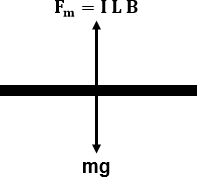 Fₘ = I L B
mg